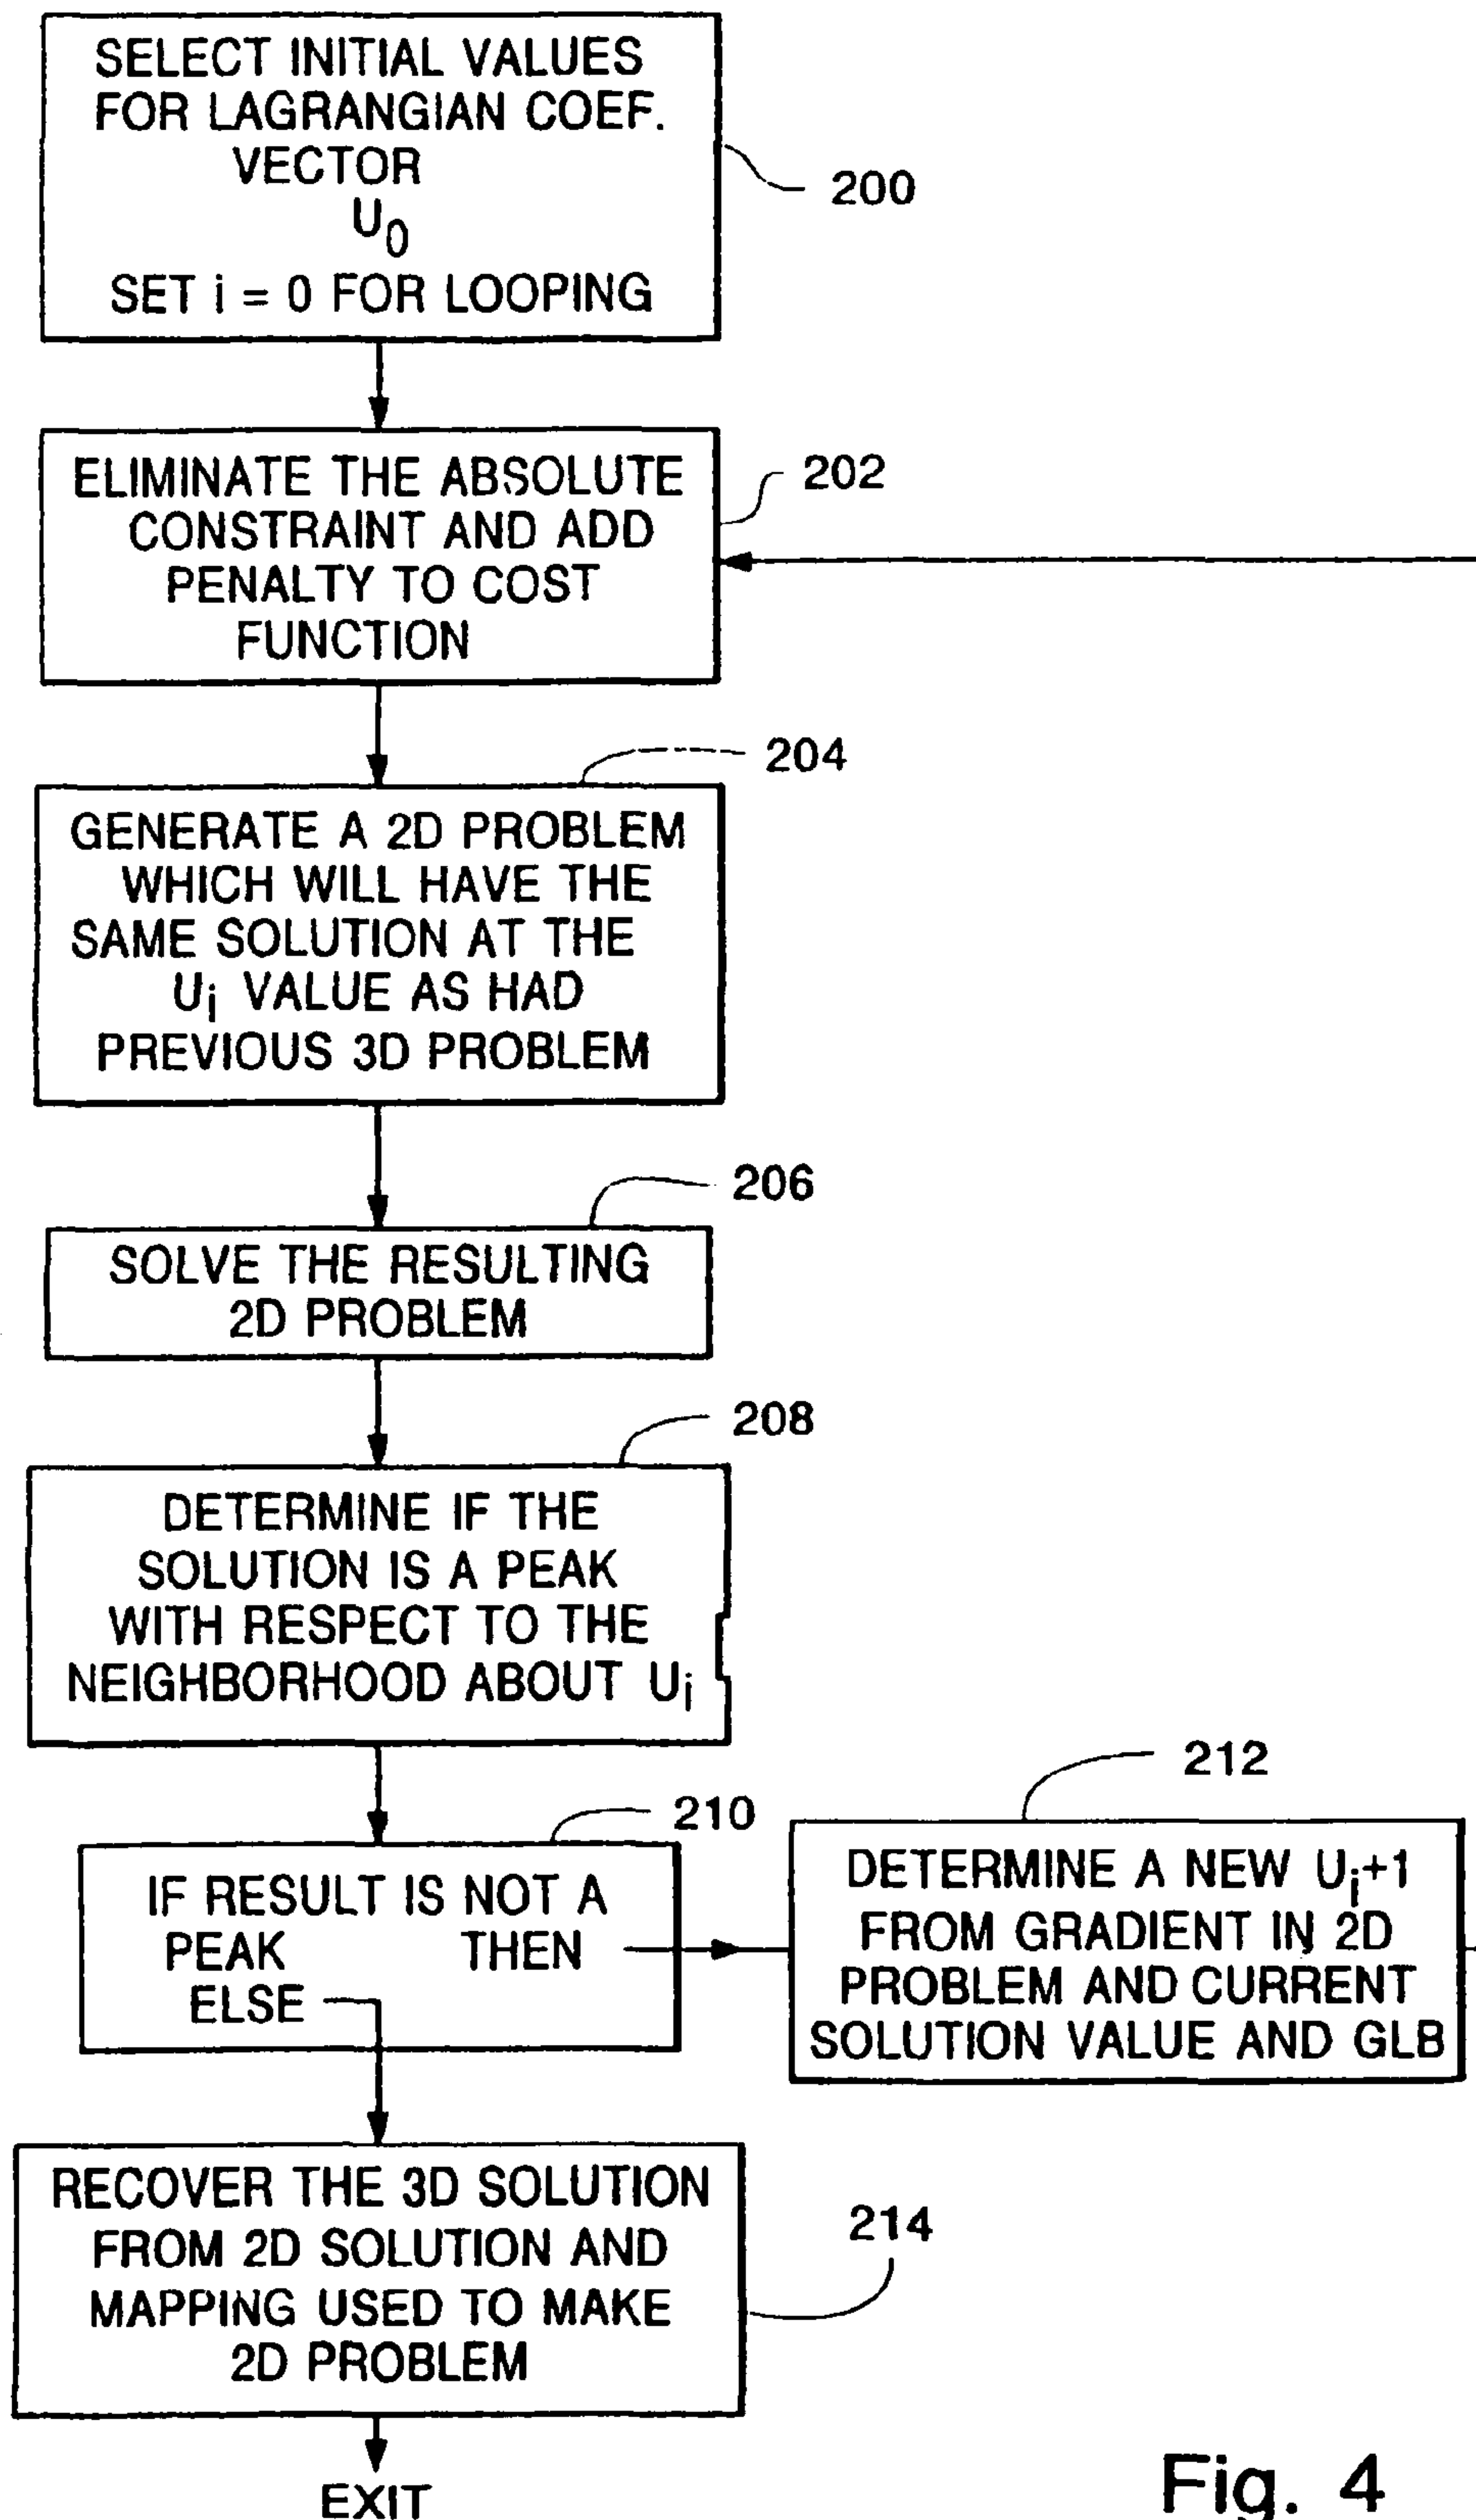 SELECT INITIAL VALUES
FOR LAGRANGIAN COEF.
VECTOR
U0
SET i = 0 FOR LOOPING
200
ELIMINATE THE ABSOLUTE
CONSTRAINT AND ADD
PENALTY TO COST
FUNCTION
202
204
GENERATE A 2D PROBLEM
WHICH WILL HAVE THE
SAME SOLUTION AT THE
Ui VALUE AS HAD
PREVIOUS 3D PROBLEM
206
SOLVE THE RESULTING
2D PROBLEM
208
DETERMINE IF THE
SOLUTION IS A PEAK
WITH RESPECT TO THE
NEIGHBORHOOD ABOUT Ui
210
IF RESULT IS NOT A
PEAK THEN
ELSE
212
DETERMINE A NEW Ui+1
FROM GRADIENT IN 2D
PROBLEM AND CURRENT
SOLUTION VALUE AND GLB
RECOVER THE 3D SOLUTION
FROM 2D SOLUTION AND
MAPPING USED TO MAKE
2D PROBLEM
214
EXIT
Fig. 4